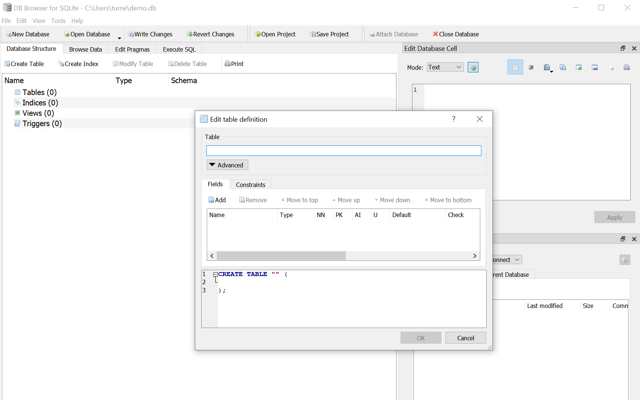 DB Browser for SQLite - C:\Users\tume\demo.db
File Edit View Tools Help
New Database Open Database Write Changes Revert Changes Open Project Save Project Attach Database Close Database
Database Structure Browse Data Edit Pragmas Execute SQL
Create Table Create Index Modify Table Delete Table Print
Name Type Schema
Tables (0)
Indices (0)
Views (0)
Triggers (0)
Edit Database Cell
Mode: Text
1
Apply
Edit table definition ?
Table
Advanced
Fields Constraints
Add Remove Move to top Move up Move down Move to bottom
Name Type NN PK AI U Default Check
1 CREATE TABLE "" (
2
3 );
OK Cancel
onnect
rent Database
Last modified Size Comm